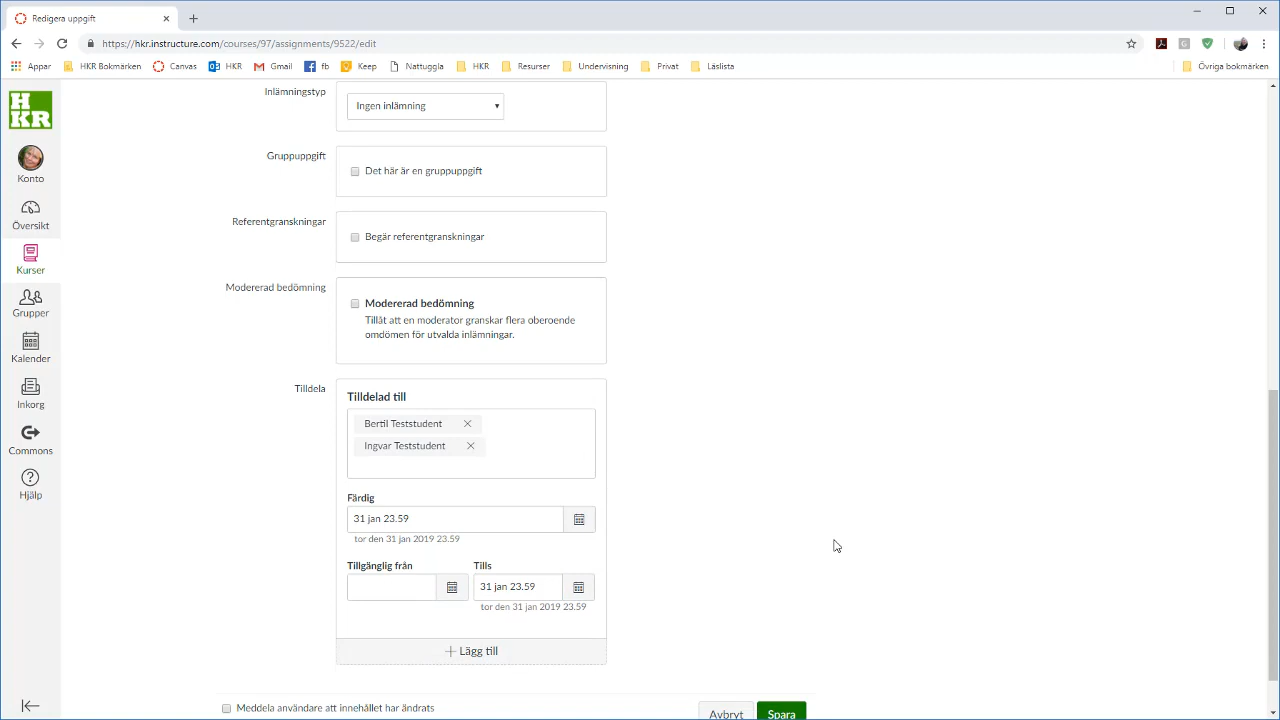 Redigera uppgift
https://hkr.instructure.com/courses/97/assignments/9522/edit
Appar HKR Bokmärken Canvas HKR Gmail fb Keep Nattuggla HKR Resurser Undervisning Privat Läslista Övriga bokmärken
HKR
Konto
Översikt
Kurser
Grupper
Kalender
Inkorg
Commons
Hjälp
Inlämningstyp
Ingen inlämning
Gruppuppgift
Det här är en gruppuppgift
Referentgranskningar
Begär referentgranskningar
Modererad bedömning
Modererad bedömning
Tillåt att en moderator granskar flera oberoende
omdömen för utvalda inlämningar.
Tilldela
Tilldelad till
Bertil Teststudent
Ingvar Teststudent
Färdig
31 jan 23.59
tor den 31 jan 2019 23.59
Tillgänglig från Tills
31 jan 23.59
tor den 31 jan 2019 23.59
Lägg till
Meddela användare att innehållet har ändrats
Avbryt Spara